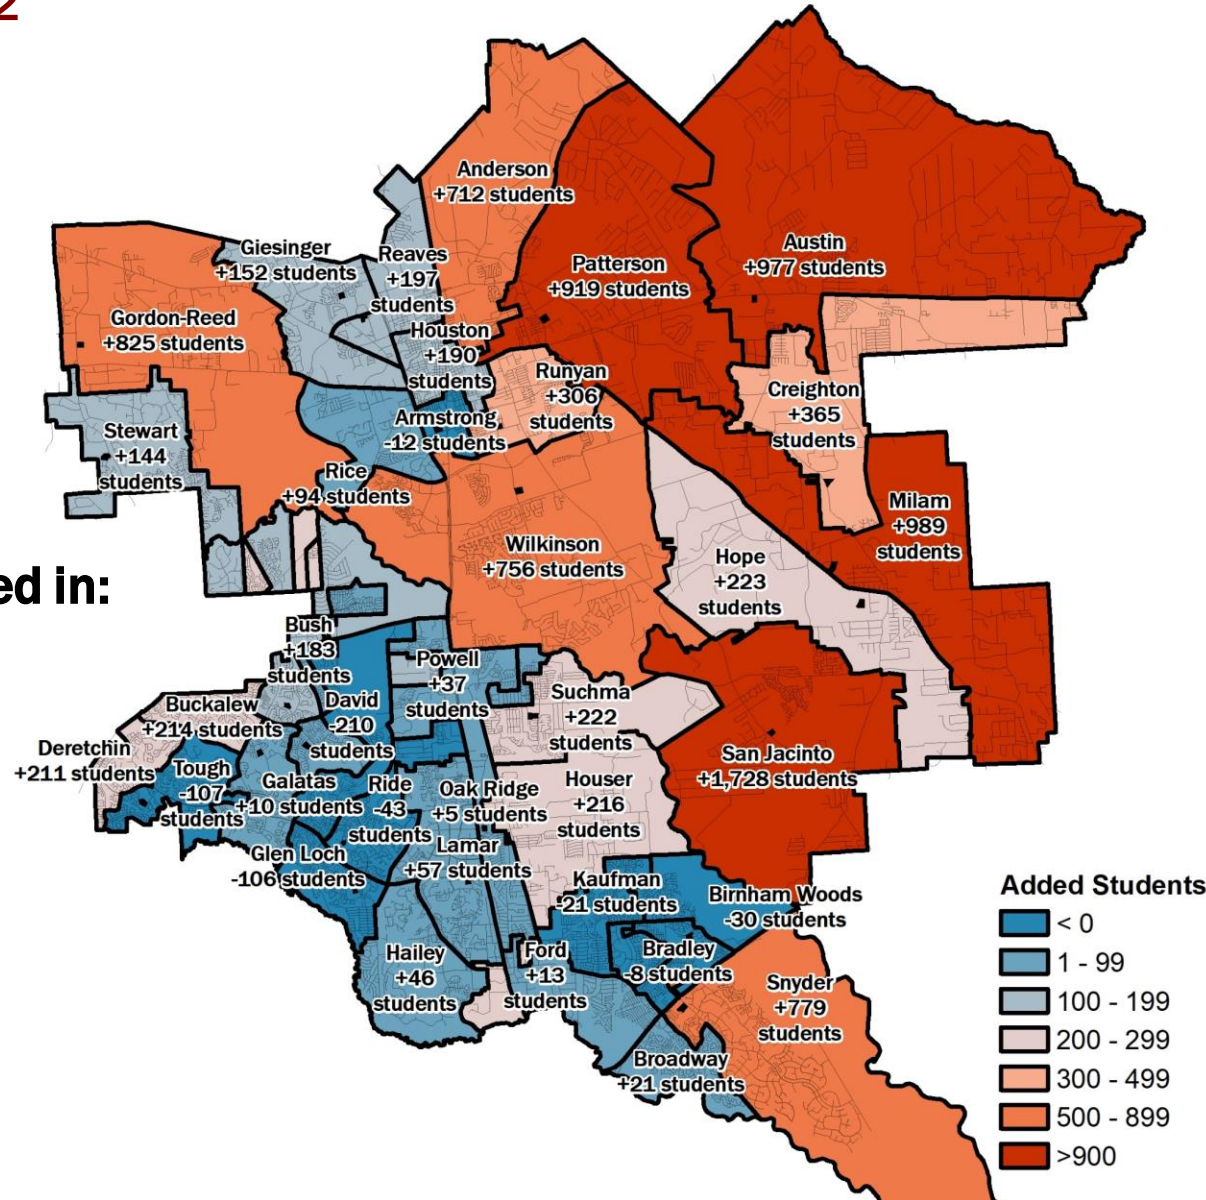 2
Anderson
+712 students
Austin
+977 students
Giesinger
+152 students
Reaves
+197
students
Patterson
+919 students
Gordon-Reed
+825 students
Houston
+190
students
Runyan
+306
students
Creighton
+365
students
Armstrong
-12 students
Stewart
+144
students
Rice
+94 students
Milam
+989
students
Wilkinson
+756 students
Hope
+223
students
ed in:
Bush
+183
students
Powell
+37
students
Suchma
+222
students
Buckalew
+214 students
David
-210
students
Deretchin
+211 students
Tough
-107
students
Galatas
+10 students
Ride
-43
students
Oak Ridge
+5 students
Houser
+216
students
San Jacinto
+1,728 students
Lamar
+57 students
Glen Loch
-106 students
Kaufman
-21 students
Birnham Woods
-30 students
Hailey
+46
students
Ford
+13
students
Bradley
-8 students
Snyder
+779
students
Broadway
+21 students
Added Students
< 0
1 - 99
100 - 199
200 - 299
300 - 499
500 - 899
>900